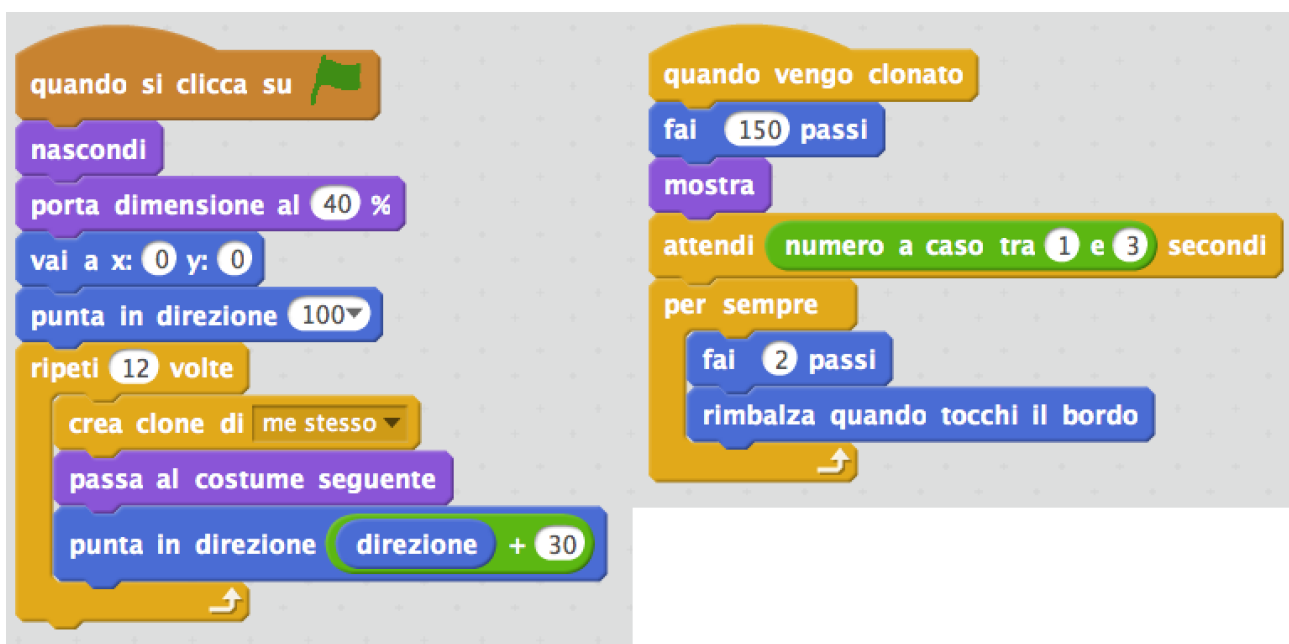 quando si clicca su
nascondi
porta dimensione al 40 %
vai a x: 0 y: 0
punta in direzione 100
ripeti 12 volte
crea clone di me stesso
passa al costume seguente
punta in direzione direzione + 30
quando vengo clonato
fai 150 passi
mostra
attendi numero a caso tra 1 e 3 secondi
per sempre
fai 2 passi
rimbalza quando tocchi il bordo